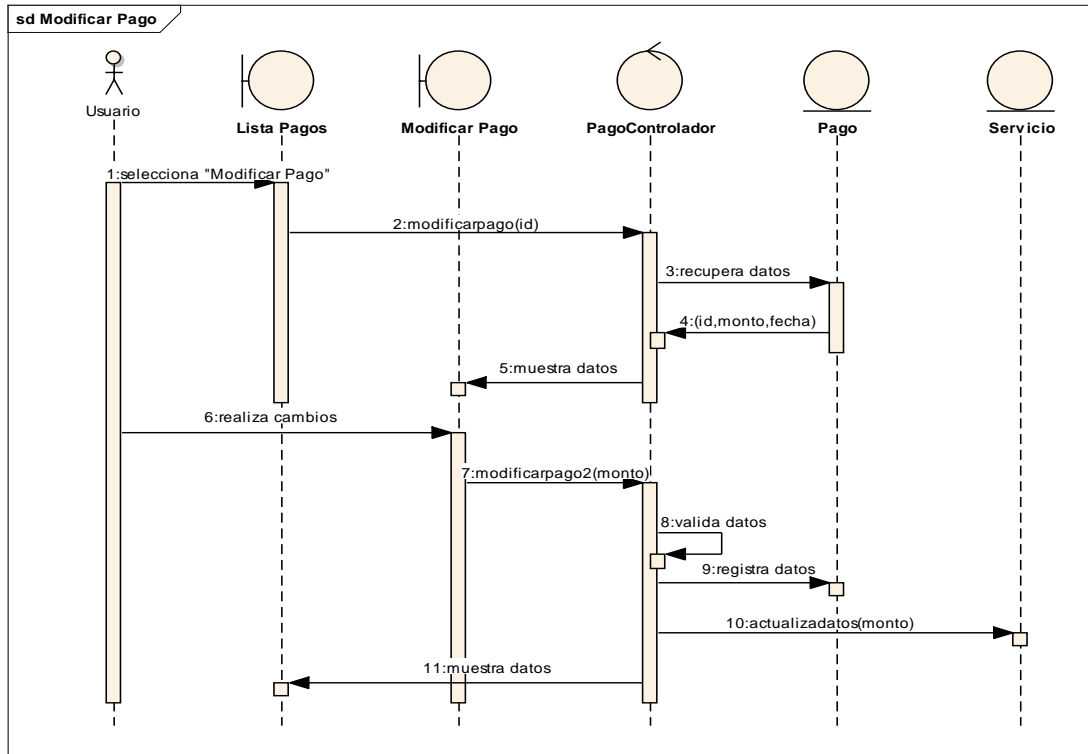 sd Modificar Pago
Usuario
Lista Pagos
Modificar Pago
PagoControlador
Pago
Servicio
1:selecciona "Modificar Pago"
2:modificarpago(id)
3:recupera datos
4:(id,monto,fecha)
5:muestra datos
6:realiza cambios
7:modificarpago2(monto)
8:valida datos
9:registra datos
10:actualizadatos(monto)
11:muestra datos